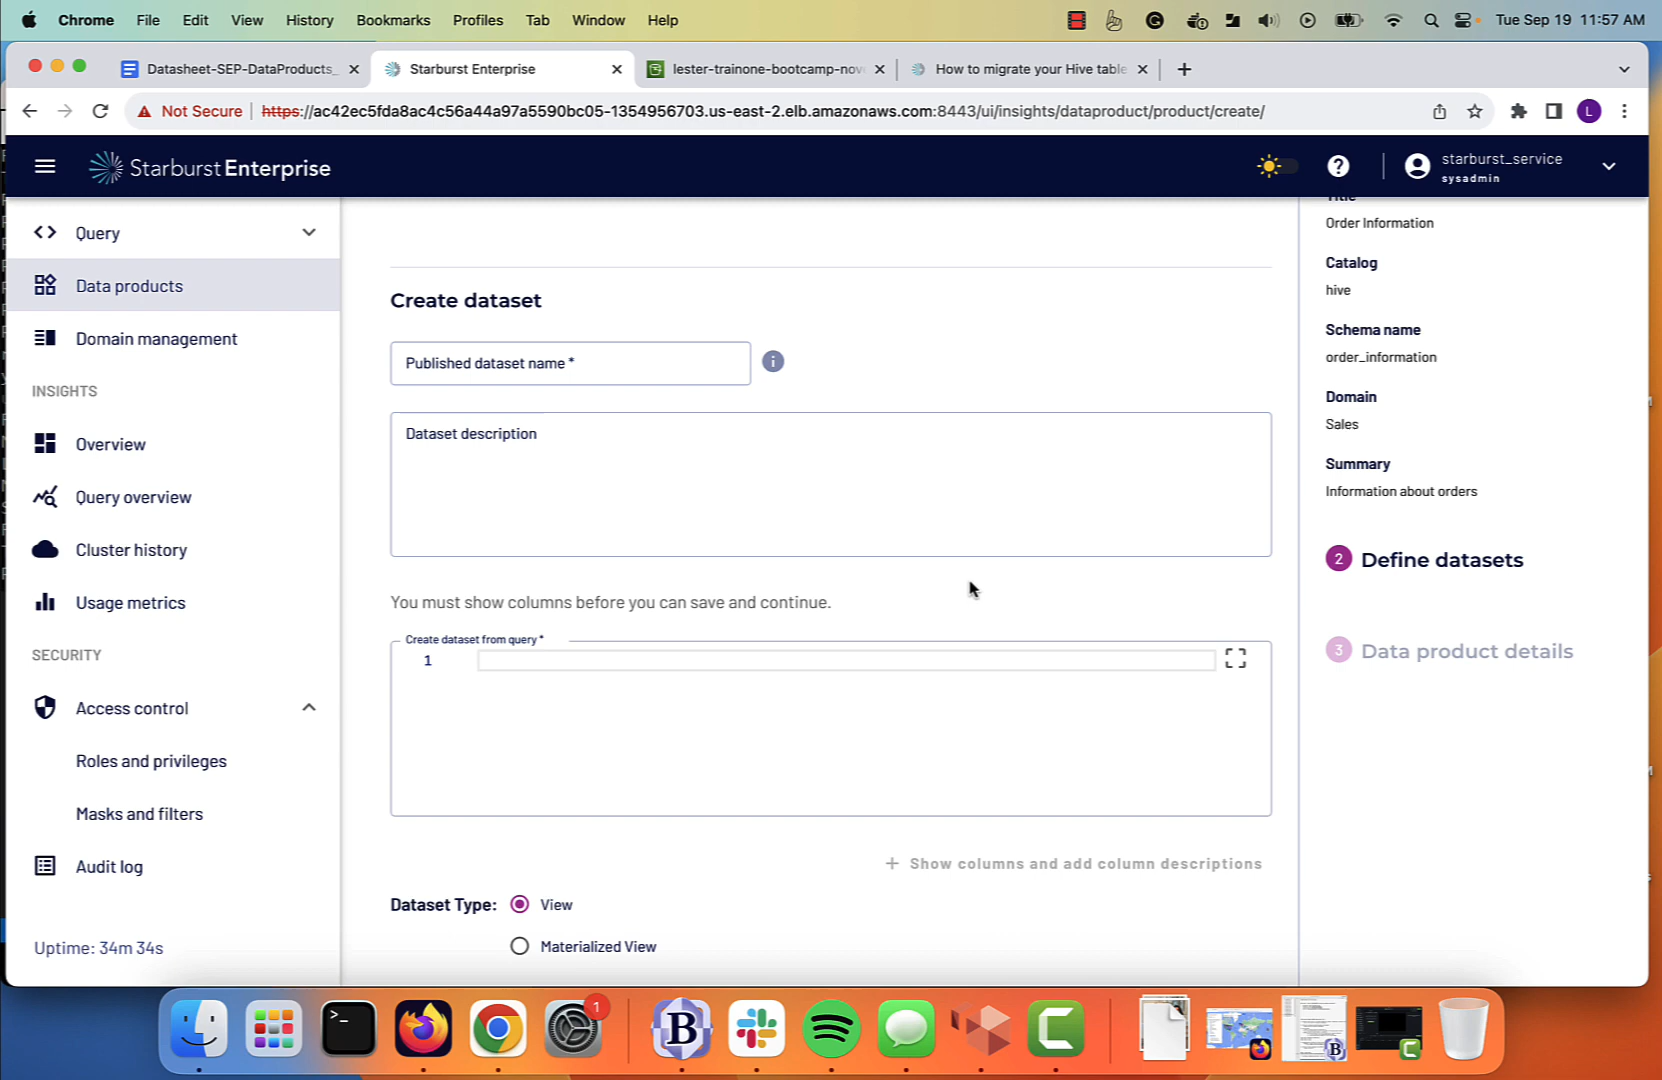 Chrome File Edit View History Bookmarks Profiles Tab Window Help Tue Sep 19 11:57 AM
Datasheet-SEP-DataProducts_ Starburst Enterprise lester-trainone-bootcamp-nov How to migrate your Hive table
Not Secure https://ac42ec5fda8ac4c56a44a97a5590bc05-1354956703.us-east-2.elb.amazonaws.com:8443/ui/insights/dataproduct/product/create/ L
Starburst Enterprise starburst_service
sysadmin
Query
Data products
Domain management
INSIGHTS
Overview
Query overview
Cluster history
Usage metrics
SECURITY
Access control
Roles and privileges
Masks and filters
Audit log
Uptime: 34m 34s
Create dataset
Published dataset name *
Dataset description
You must show columns before you can save and continue.
Create dataset from query *
1
+ Show columns and add column descriptions
Dataset Type: View
Materialized View
Title
Order Information
Catalog
hive
Schema name
order_information
Domain
Sales
Summary
Information about orders
2 Define datasets
3 Data product details
1
B